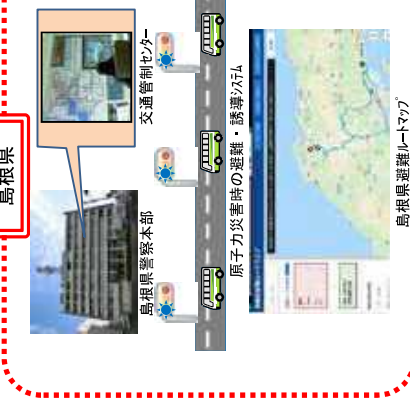 島根県
交通管制センター
島根県警察本部
原子力災害時の避難・誘導システム
島根県避難ルートマップ